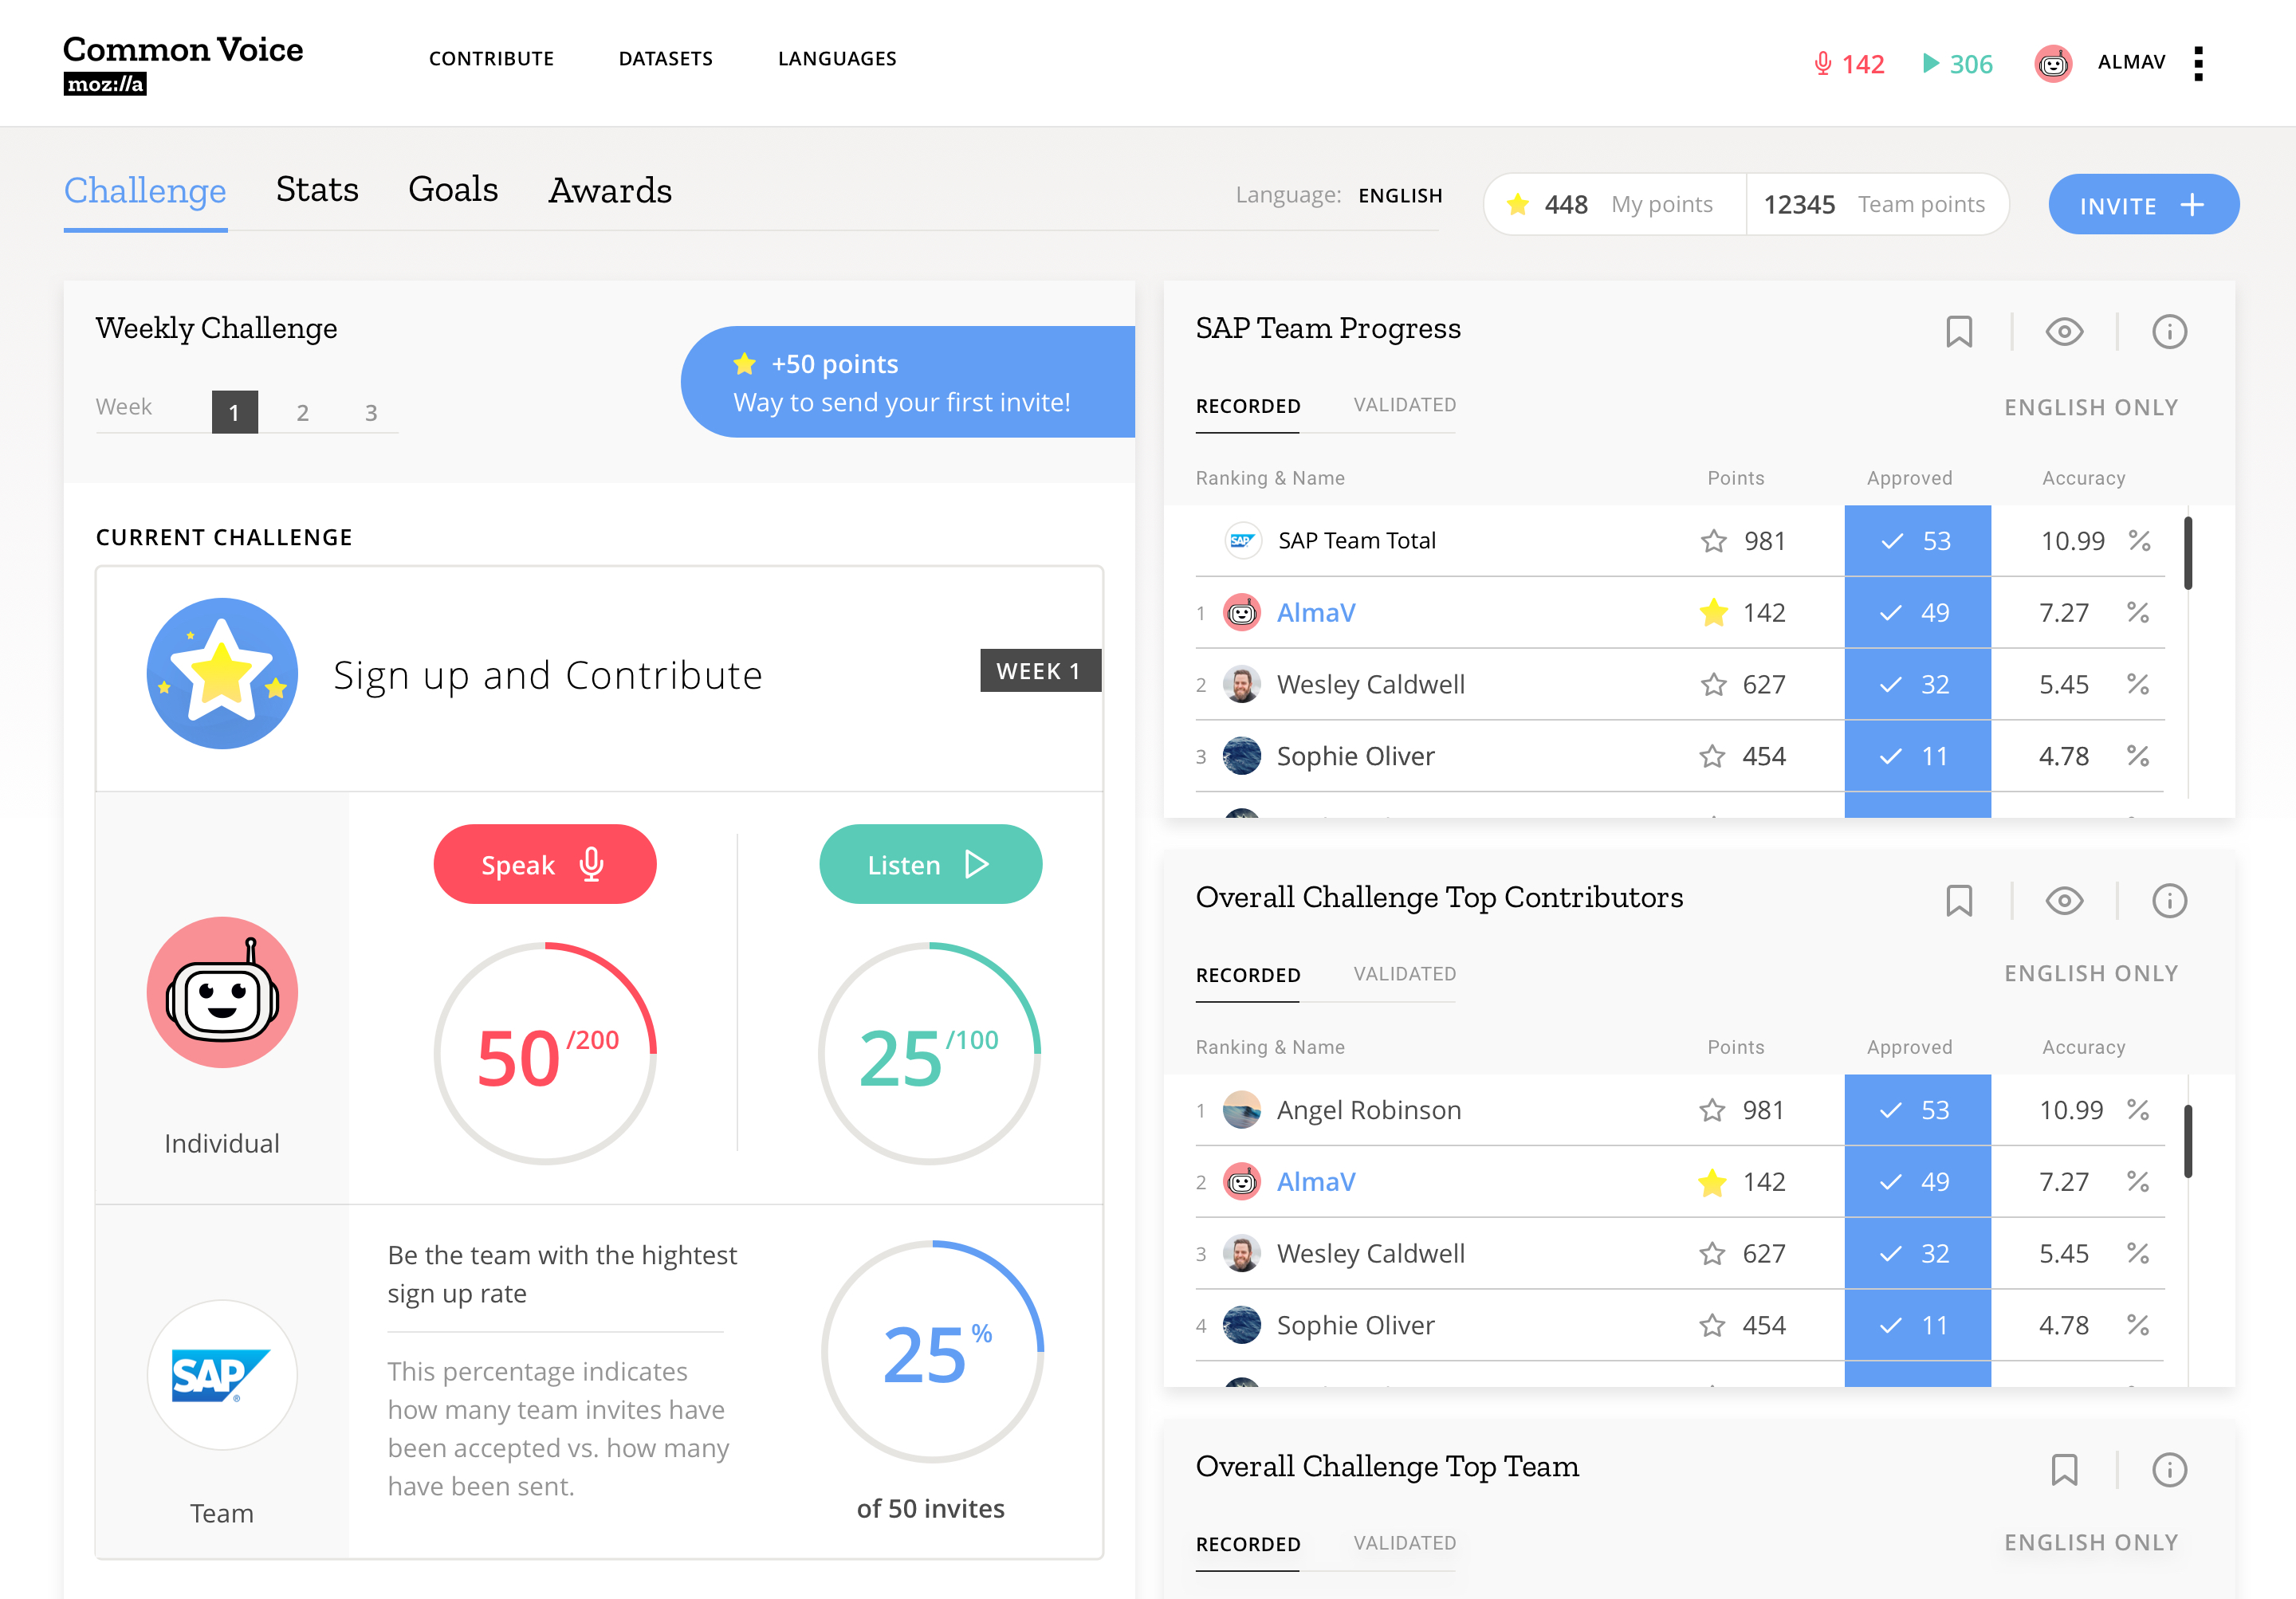 Common Voice
moz://a
CONTRIBUTE DATASETS LANGUAGES
142 306 ALMAV
Challenge Stats Goals Awards
Language: ENGLISH
448 My points 12345 Team points
INVITE +
Weekly Challenge
Week 1 2 3
+50 points
Way to send your first invite!
CURRENT CHALLENGE
Sign up and Contribute
WEEK 1
Speak Listen
50/200
25/100
Individual
Be the team with the hightest
sign up rate
This percentage indicates
how many team invites have
been accepted vs. how many
have been sent.
25%
of 50 invites
SAP
®
Team
SAP Team Progress
RECORDED VALIDATED
ENGLISH ONLY
Ranking & Name Points Approved Accuracy
SAP SAP Team Total 981 53 10.99 %
1 AlmaV 142 49 7.27 %
2 Wesley Caldwell 627 32 5.45 %
3 Sophie Oliver 454 11 4.78 %
Overall Challenge Top Contributors
RECORDED VALIDATED
ENGLISH ONLY
Ranking & Name Points Approved Accuracy
1 Angel Robinson 981 53 10.99 %
2 AlmaV 142 49 7.27 %
3 Wesley Caldwell 627 32 5.45 %
4 Sophie Oliver 454 11 4.78 %
Overall Challenge Top Team
RECORDED VALIDATED
ENGLISH ONLY